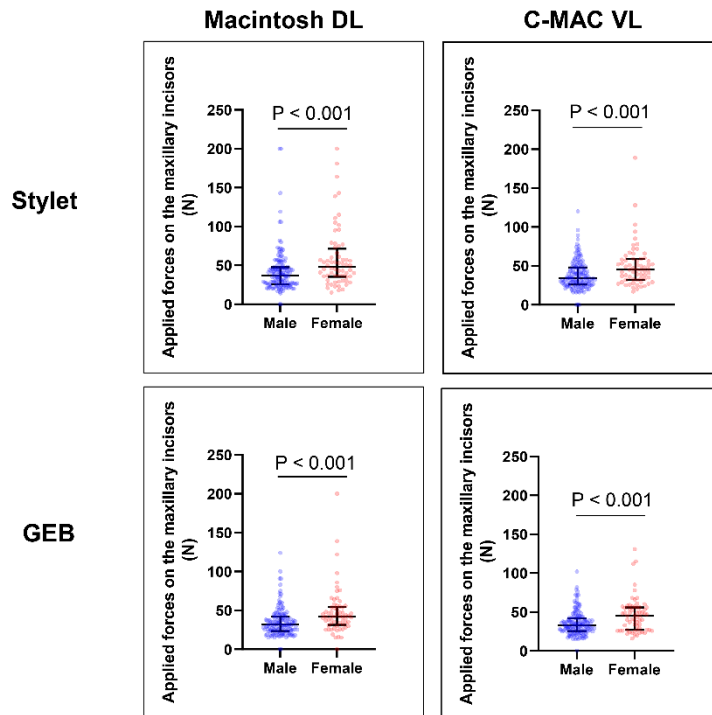 Macintosh DL
C-MAC VL
Stylet
GEB
Applied forces on the maxillary incisors
(N)
250
200
150
100
50
0
P < 0.001
Male
Female
Applied forces on the maxillary incisors
(N)
250
200
150
100
50
0
P < 0.001
Male
Female
Applied forces on the maxillary incisors
(N)
250
200
150
100
50
0
P < 0.001
Male
Female
Applied forces on the maxillary incisors
(N)
250
200
150
100
50
0
P < 0.001
Male
Female